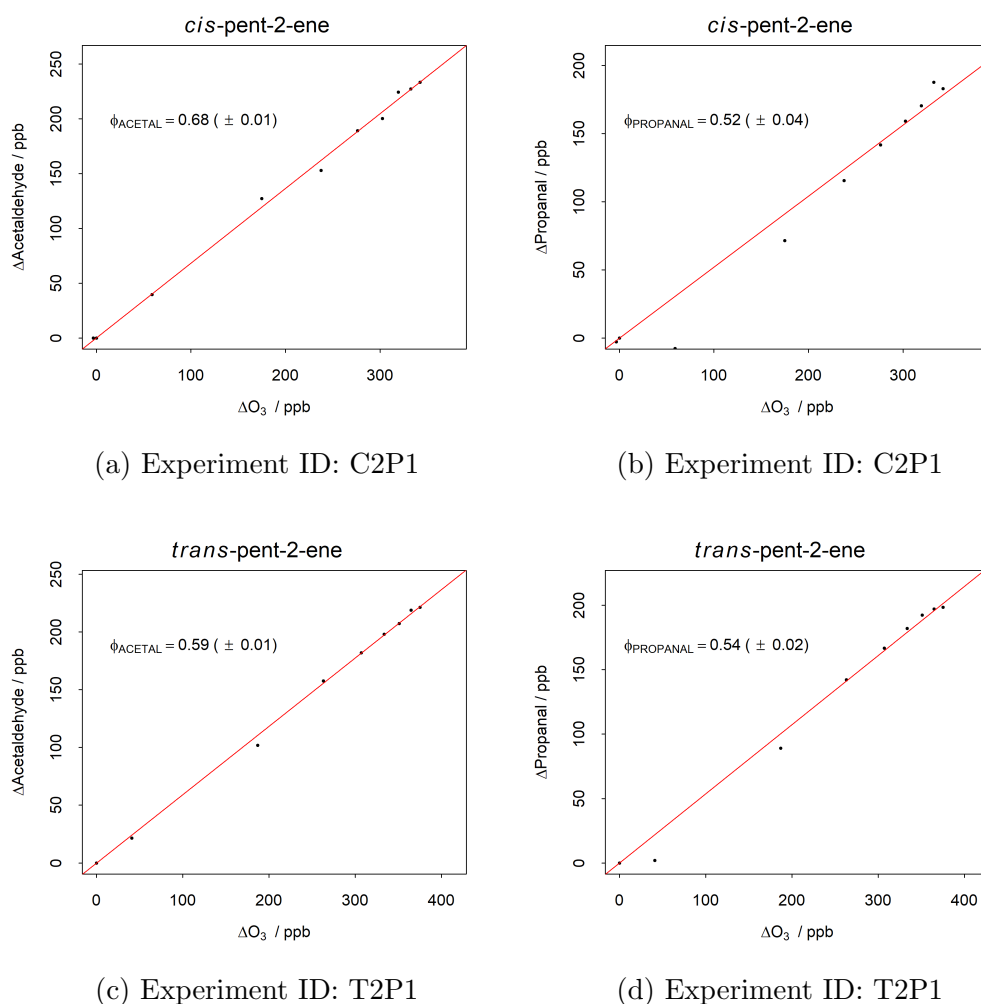 cis-pent-2-ene
ΔAcetaldehyde / ppb
250
200
150
100
50
0
ϕACETAL = 0.68 ( ± 0.01)
0 100 200 300
ΔO3 / ppb
(a) Experiment ID: C2P1
cis-pent-2-ene
ΔPropanal / ppb
200
150
100
50
0
ϕPROPANAL = 0.52 ( ± 0.04)
0 100 200 300
ΔO3 / ppb
(b) Experiment ID: C2P1
trans-pent-2-ene
ΔAcetaldehyde / ppb
250
200
150
100
50
0
ϕACETAL = 0.59 ( ± 0.01)
0 100 200 300 400
ΔO3 / ppb
(c) Experiment ID: T2P1
trans-pent-2-ene
ΔPropanal / ppb
200
150
100
50
0
ϕPROPANAL = 0.54 ( ± 0.02)
0 100 200 300 400
ΔO3 / ppb
(d) Experiment ID: T2P1